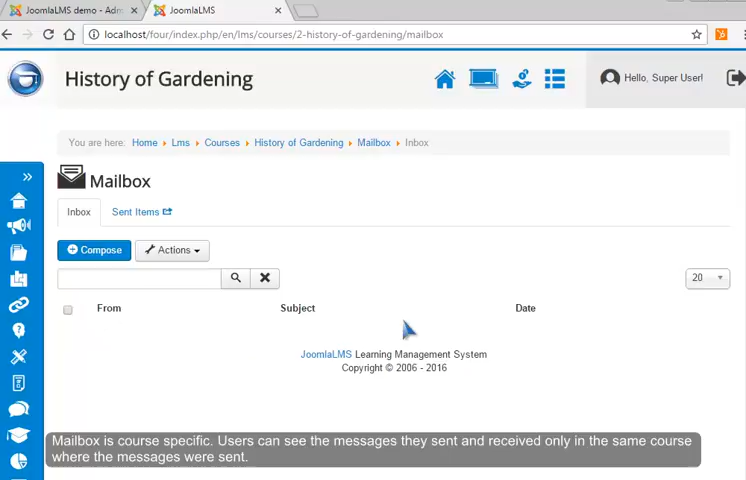 JoomlaLMS demo - Adm
JoomlaLMS
localhost/four/index.php/en/lms/courses/2-history-of-gardening/mailbox
History of Gardening
Hello, Super User!
You are here: Home Lms Courses History of Gardening Mailbox Inbox
Mailbox
Inbox Sent Items
Compose Actions
20
From Subject Date
JoomlaLMS Learning Management System
Copyright © 2006 - 2016
Mailbox is course specific. Users can see the messages they sent and received only in the same course
where the messages were sent.